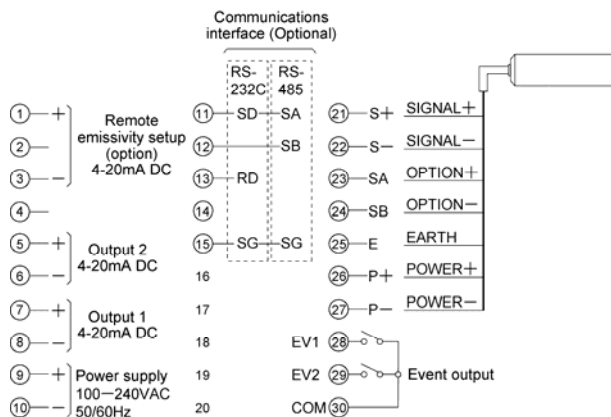 Communications
interface (Optional)
RS-
232C
RS-
485
1 +
2
3 −
Remote
emissivity setup
(option)
4-20mA DC
4
5 +
6 −
Output 2
4-20mA DC
7 +
8 −
Output 1
4-20mA DC
9 +
10 −
Power supply
100−240VAC
50/60Hz
11 SD SA
12 SB
13 RD
14
15 SG SG
16
17
18
19
20
21 S+ SIGNAL+
22 S− SIGNAL−
23 SA OPTION+
24 SB OPTION−
25 E EARTH
26 P+ POWER+
27 P− POWER−
EV1 28
EV2 29 Event output
COM 30